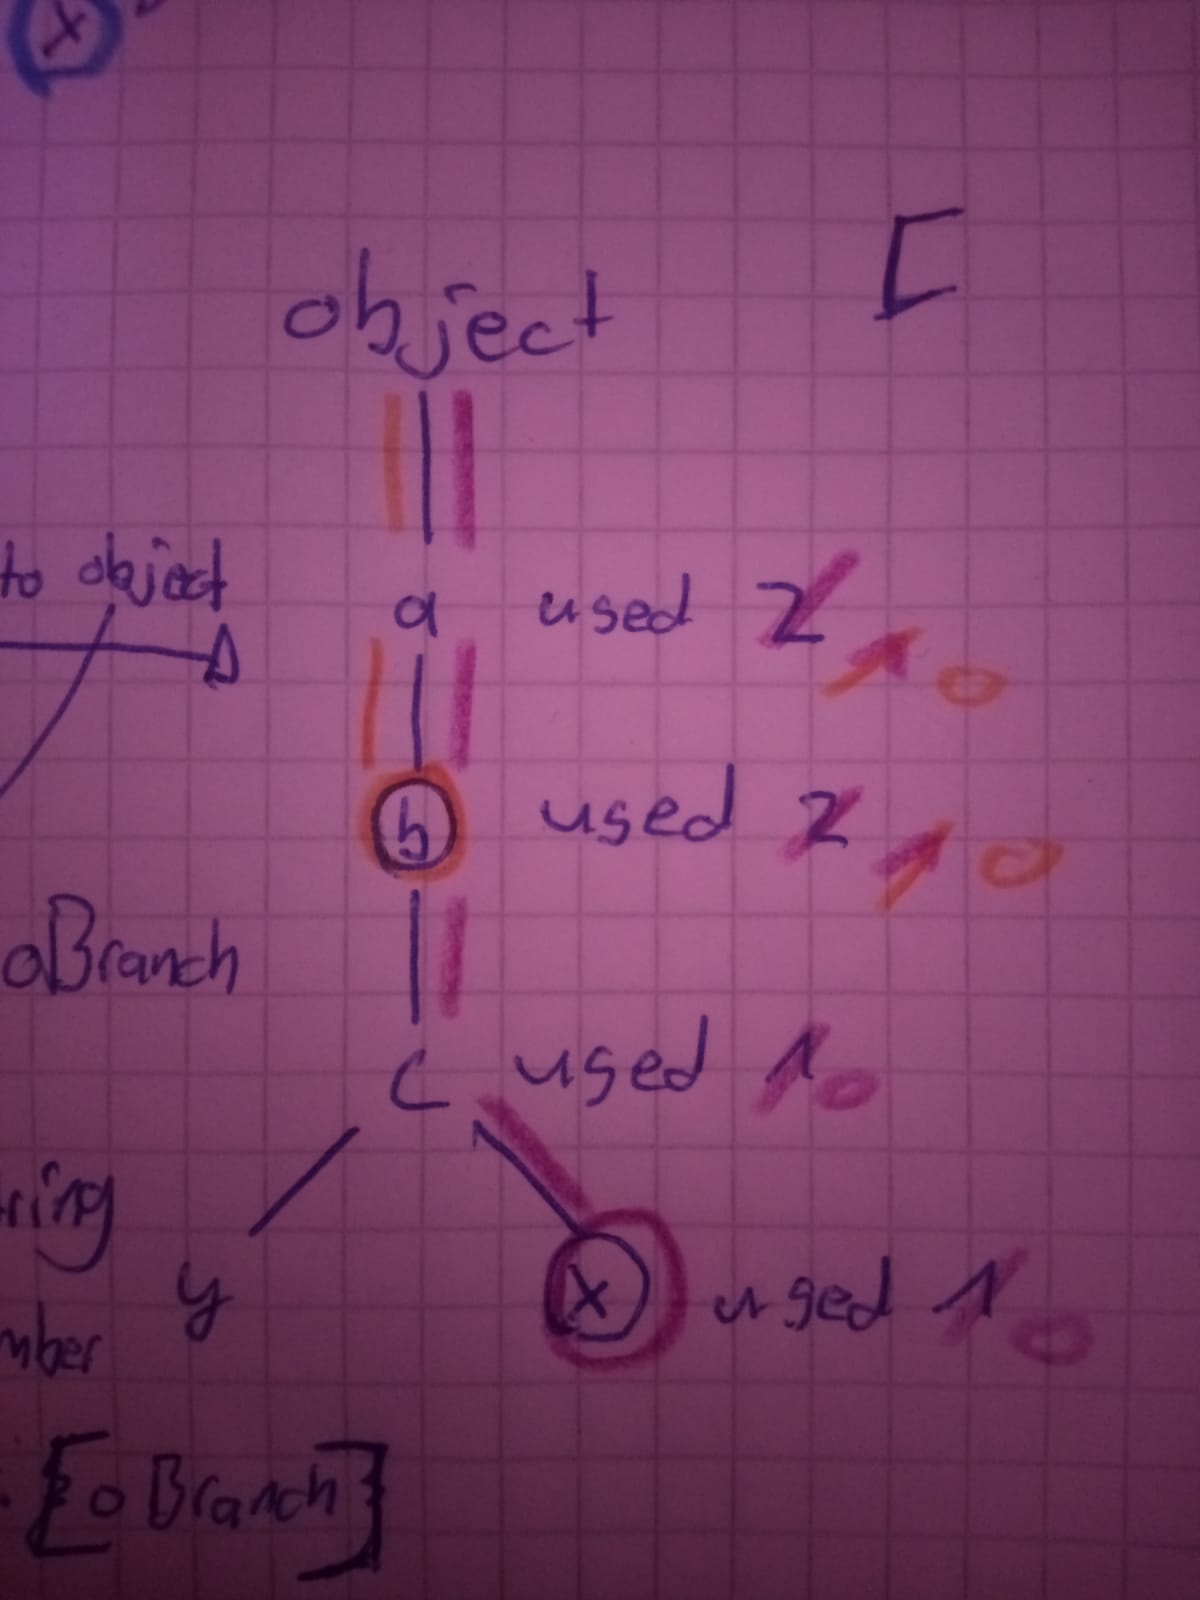 x
[
object
to object
a used 2 1 0
b used 2 1 0
oBranch
c used 1 0
ring
y
x used 1 0
mber
[oBranch]